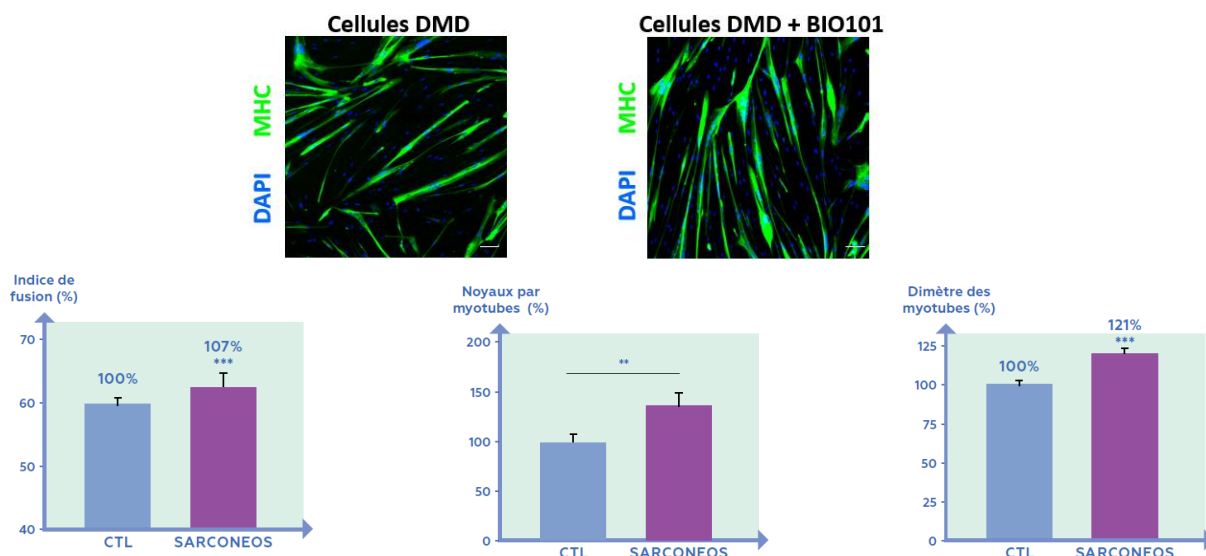 Cellules DMD
Cellules DMD + BIO101
MHC
DAPI
MHC
DAPI
Indice de
fusion (%)
70
60
50
40
100%
107%
***
CTL
SARCONEOS
Noyaux par
myotubes (%)
200
150
100
50
0
**
CTL
SARCONEOS
Dimètre des
myotubes (%)
125
100
75
50
25
0
100%
121%
***
CTL
SARCONEOS